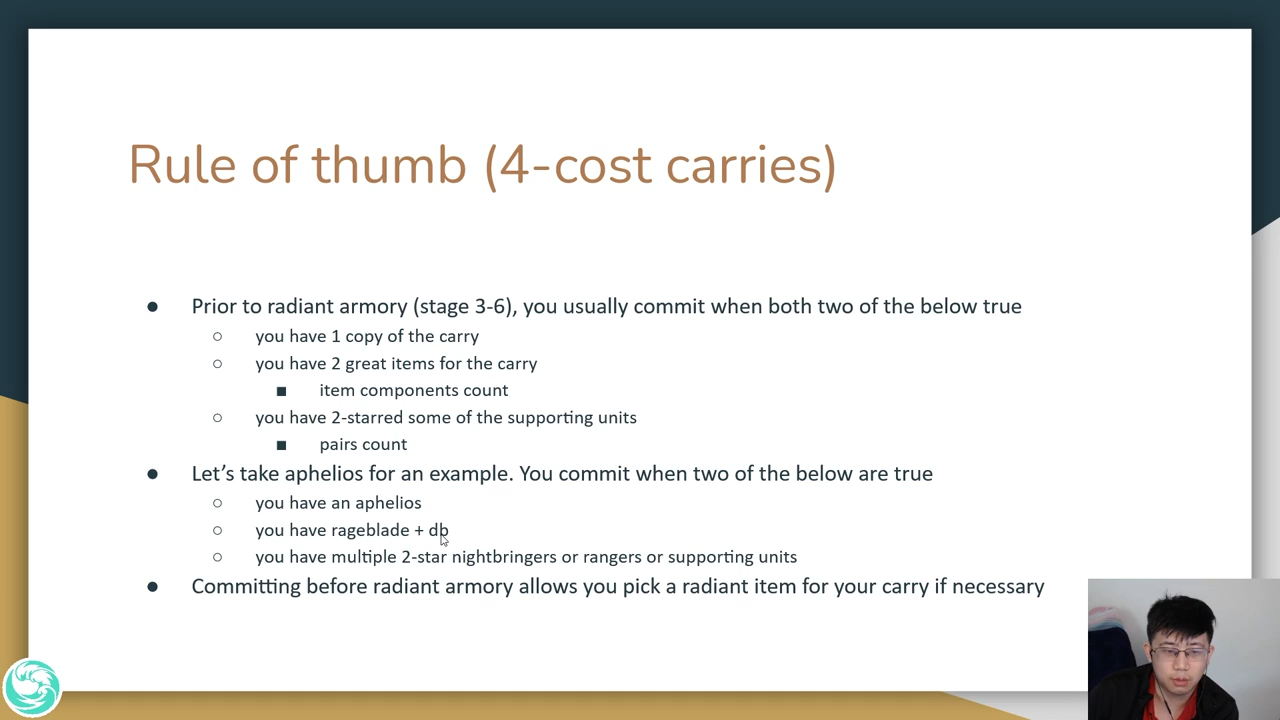 Rule of thumb (4-cost carries)
● Prior to radiant armory (stage 3-6), you usually commit when both two of the below true
○ you have 1 copy of the carry
○ you have 2 great items for the carry
■ item components count
○ you have 2-starred some of the supporting units
■ pairs count
● Let's take aphelios for an example. You commit when two of the below are true
○ you have an aphelios
○ you have rageblade + db
○ you have multiple 2-star nightbringers or rangers or supporting units
● Committing before radiant armory allows you pick a radiant item for your carry if necessary